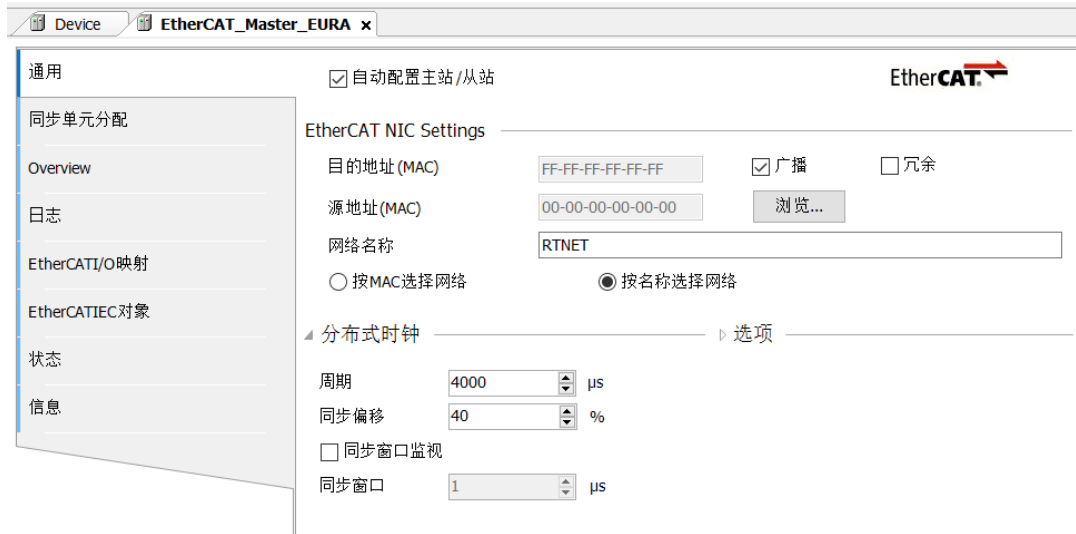 Device
EtherCAT_Master_EURA x
通用
同步单元分配
Overview
日志
EtherCATI/O映射
EtherCATIEC对象
状态
信息
自动配置主站/从站
EtherCAT.
EtherCAT NIC Settings
目的地址(MAC) FF-FF-FF-FF-FF-FF 广播 冗余
源地址(MAC) 00-00-00-00-00-00 浏览...
网络名称 RTNET
按MAC选择网络 按名称选择网络
分布式时钟 选项
周期 4000 µs
同步偏移 40 %
同步窗口监视
同步窗口 1 µs